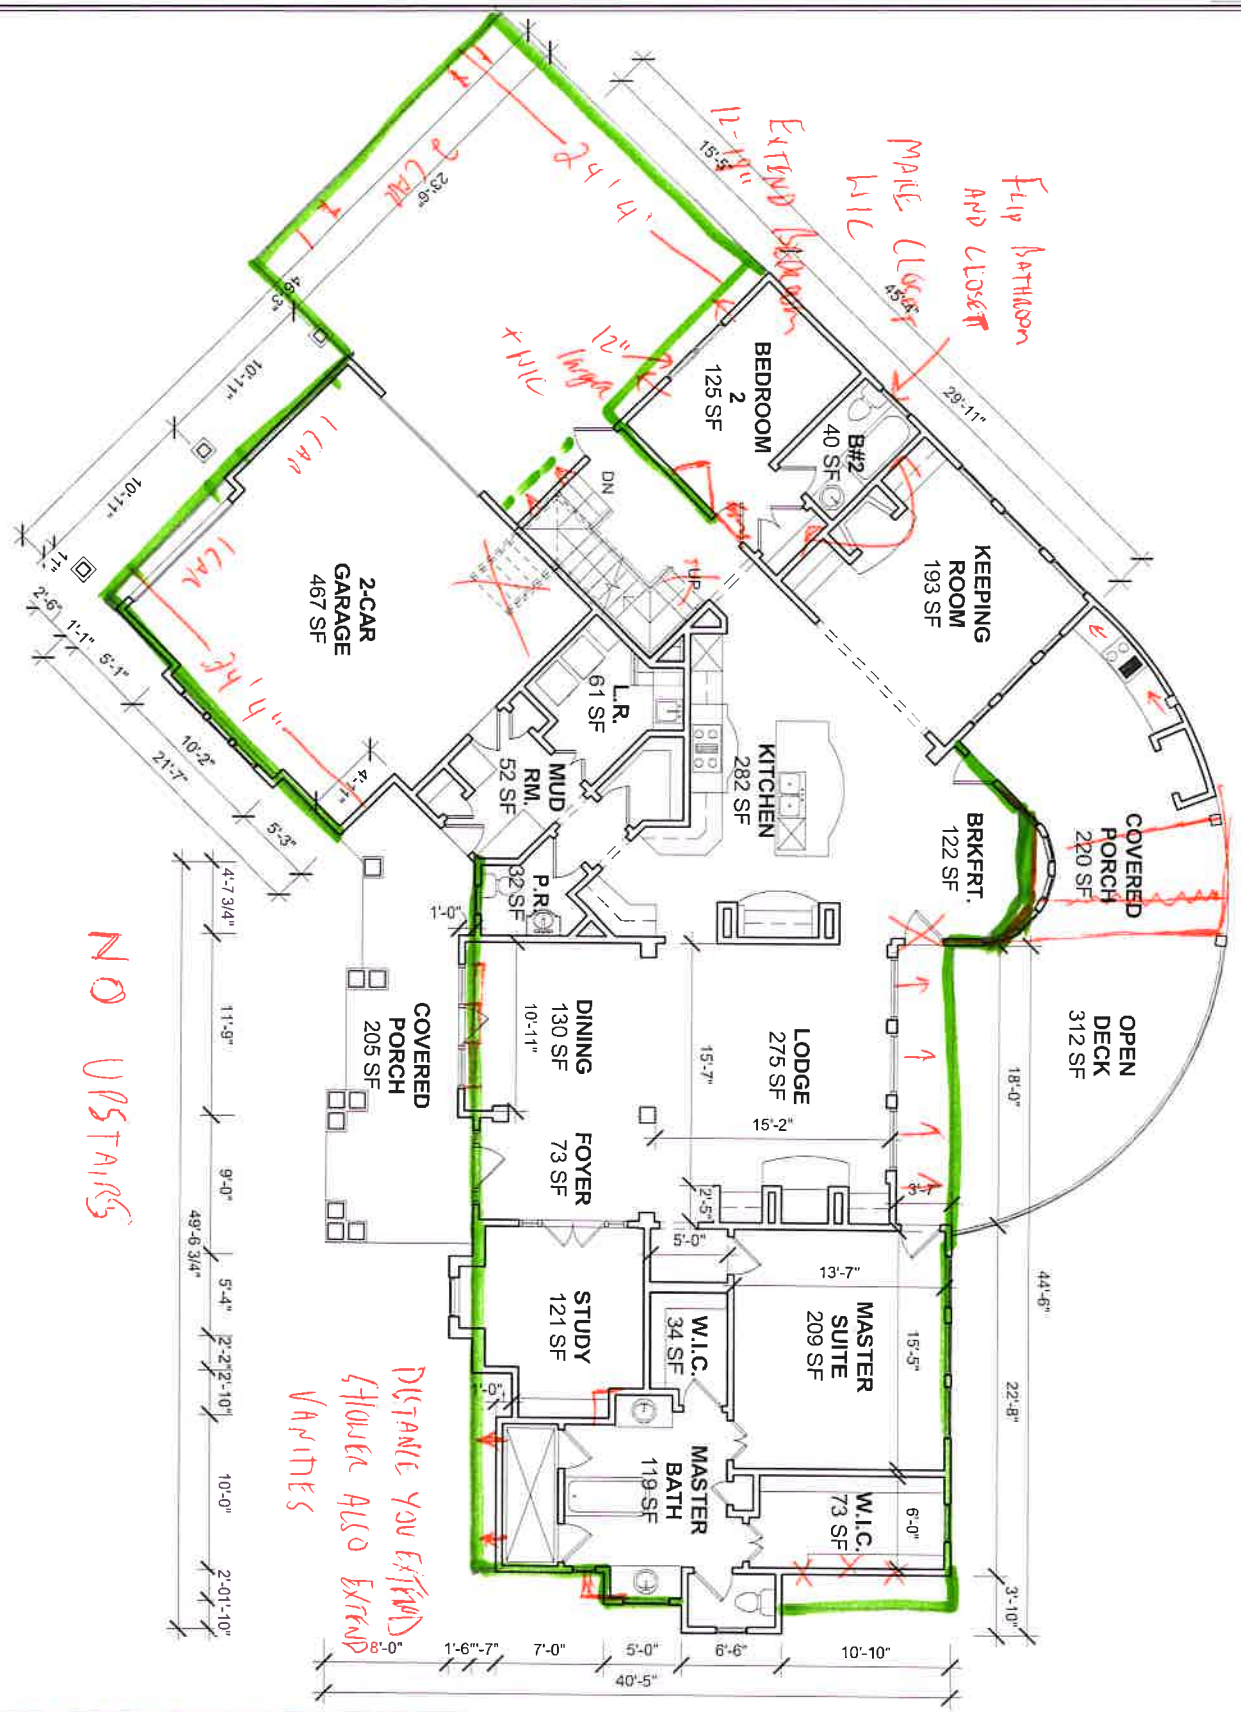 FLIP BATHROOM
AND CLOSET
MAKE CLOSET
WIC
EXTEND BEDROOM
12-18"
15'-5"
45'-4"
29'-11"
2 CAR
23'-6"
24'4'
46'-3"
10'-11"
10'-11"
11"
1 CAR
1 CAR
12"
larger
+ WIC
BEDROOM
2
125 SF
B#2
40 SF
KEEPING
ROOM
193 SF
DN
UP
2-CAR
GARAGE
467 SF
24'4"
2'-6"
1'-1"
5'-1"
10'-2"
21'-7"
5'-3"
L.R.
61 SF
MUD
RM.
52 SF
P.R.
32 SF
KITCHEN
282 SF
BRKFRT.
122 SF
COVERED
PORCH
220 SF
OPEN
DECK
312 SF
LODGE
275 SF
15'-7"
15'-2"
2'-5"
3'-7"
18'-0"
44'-6"
22'-8"
3'-10"
DINING
130 SF
10'-11"
1'-0"
FOYER
73 SF
COVERED
PORCH
205 SF
5'-0"
13'-7"
15'-5"
MASTER
SUITE
209 SF
STUDY
121 SF
W.I.C.
34 SF
MASTER
BATH
119 SF
W.I.C.
73 SF
6'-0"
NO UPSTAIRS
DISTANCE YOU EXTEND
SHOWER ALSO EXTEND
VANITIES
4'-7 3/4"
11'-9"
9'-0"
5'-4"
2'-2"
2'-10"
10'-0"
2'-0
1'-10"
49'-6 3/4"
8'-0"
1'-6"
7'-0"
5'-0"
6'-6"
10'-10"
40'-5"